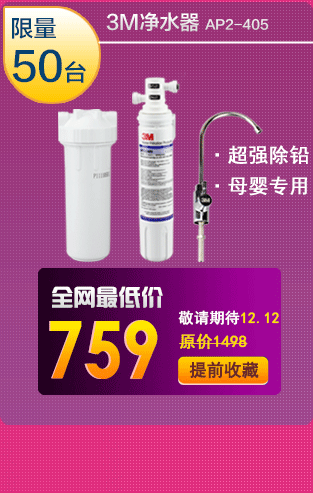 限量
50台
3M净水器 AP2-405
3M
· 超强除铅
· 母婴专用
全网最低价
759
敬请期待12.12
原价1498
提前收藏